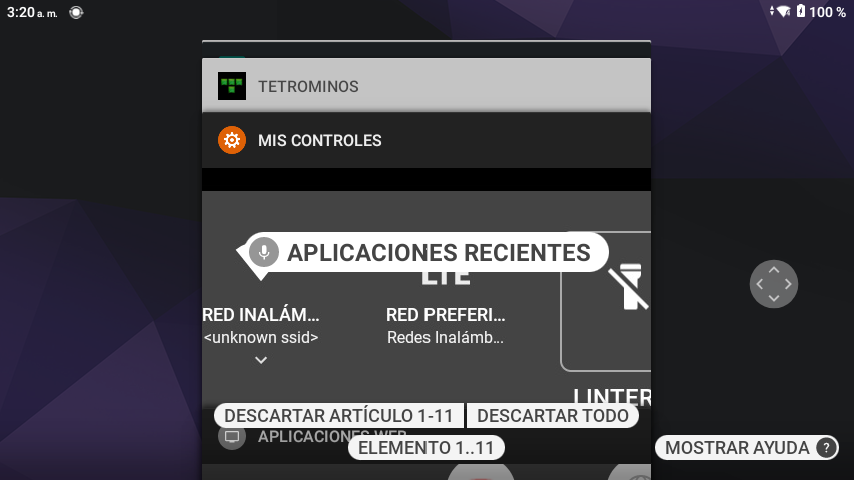 3:20 a. m.
100 %
TETROMINOS
MIS CONTROLES
APLICACIONES RECIENTES
LTE
RED INALÁM...
RED PREFERI...
<unknown ssid>
Redes Inalámb...
LINTER
DESCARTAR ARTÍCULO 1-11
DESCARTAR TODO
APLICACIONES WEB
ELEMENTO 1..11
MOSTRAR AYUDA ?